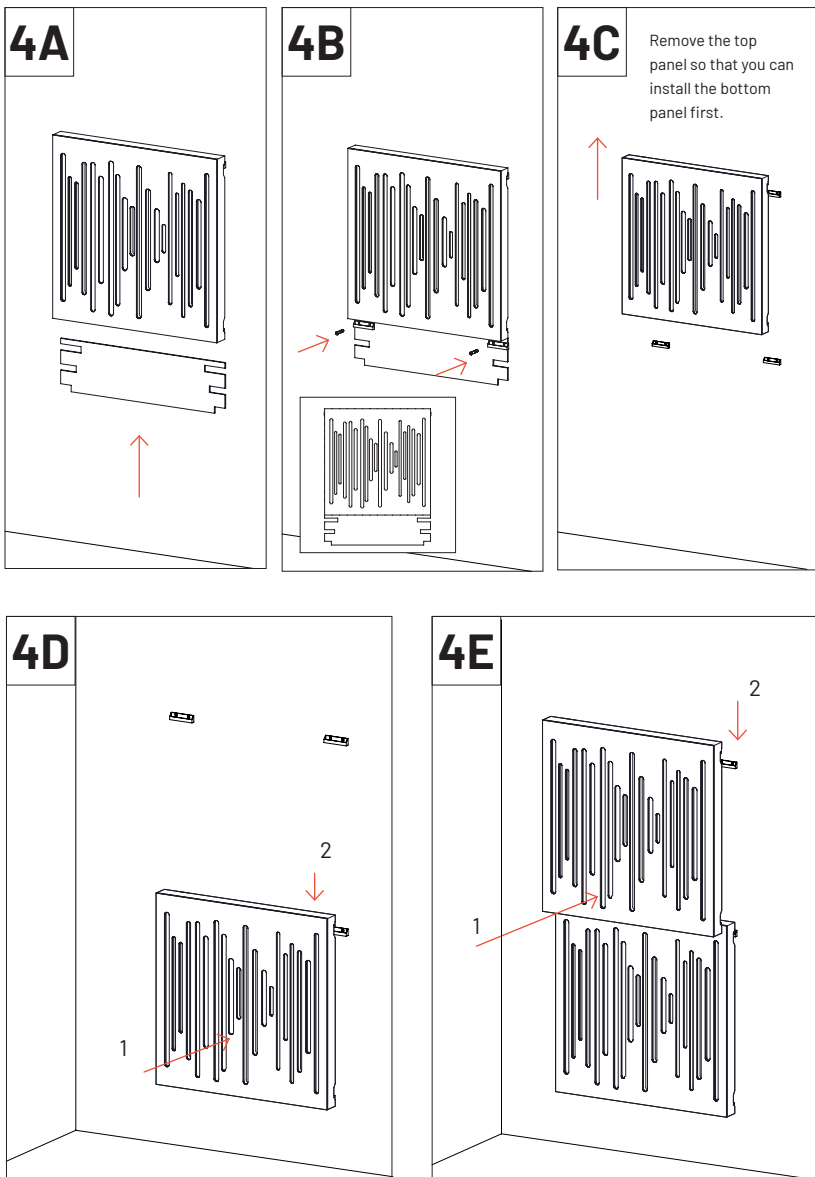 4A
4B
4C
Remove the top
panel so that you can
install the bottom
panel first.
4D
2
1
4E
2
1